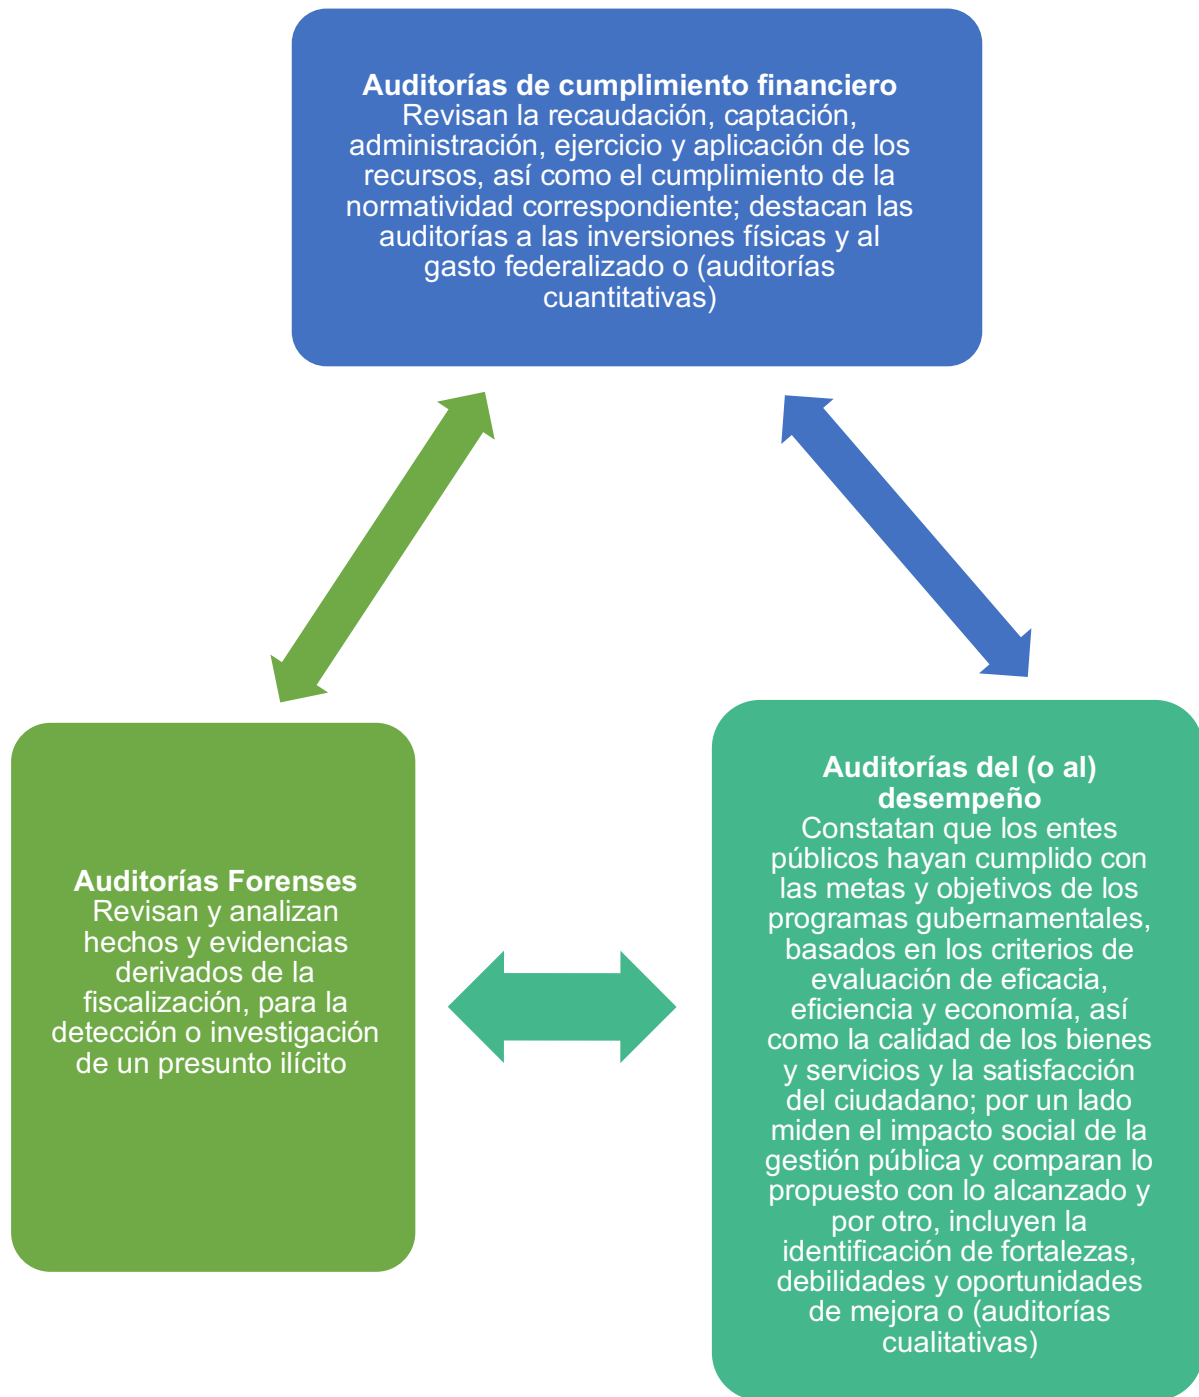 Auditorías de cumplimiento financiero
Revisan la recaudación, captación,
administración, ejercicio y aplicación de los
recursos, así como el cumplimiento de la
normatividad correspondiente; destacan las
auditorías a las inversiones físicas y al
gasto federalizado o (auditorías
cuantitativas)
Auditorías Forenses
Revisan y analizan
hechos y evidencias
derivados de la
fiscalización, para la
detección o investigación
de un presunto ilícito
Auditorías del (o al)
desempeño
Constatan que los entes
públicos hayan cumplido con
las metas y objetivos de los
programas gubernamentales,
basados en los criterios de
evaluación de eficacia,
eficiencia y economía, así
como la calidad de los bienes
y servicios y la satisfacción
del ciudadano; por un lado
miden el impacto social de la
gestión pública y comparan lo
propuesto con lo alcanzado y
por otro, incluyen la
identificación de fortalezas,
debilidades y oportunidades
de mejora o (auditorías
cualitativas)